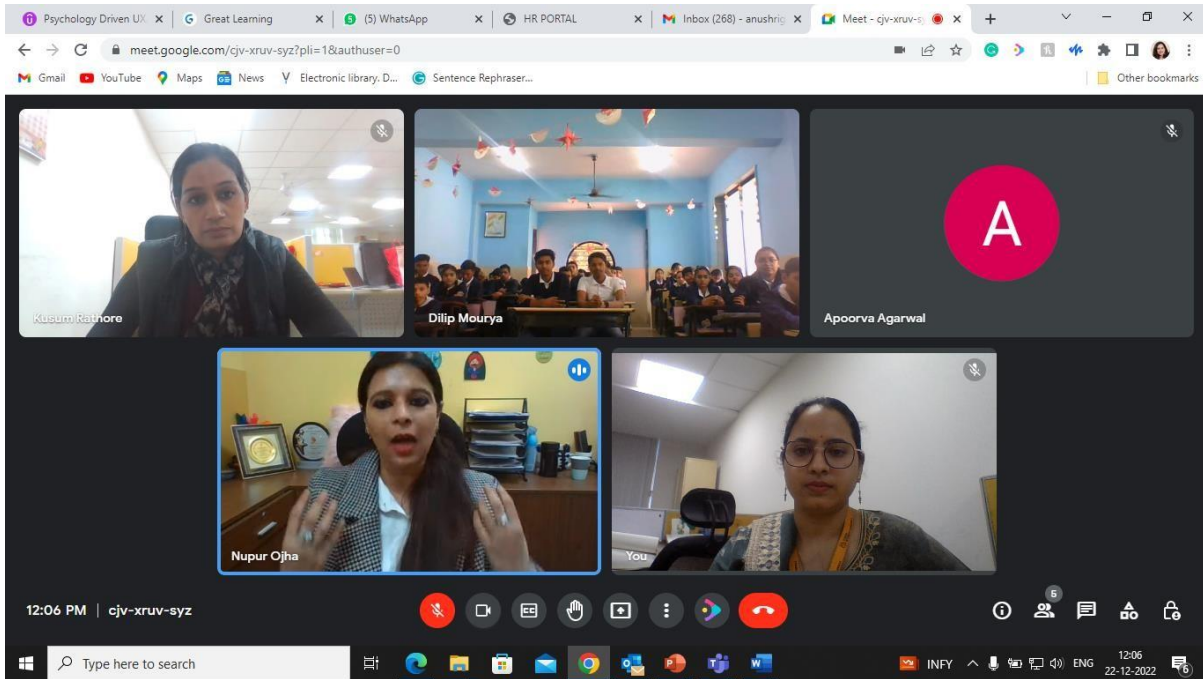 Psychology Driven UX
Great Learning
(5) WhatsApp
HR PORTAL
Inbox (268) - anushrig
Meet - cjv-xruv-s
meet.google.com/cjv-xruv-syz?pli=1&authuser=0
Gmail
YouTube
Maps
News
Electronic library. D...
Sentence Rephraser...
Other bookmarks
Kusum Rathore
Dilip Mourya
A
Apoorva Agarwal
Nupur Ojha
You
12:06 PM | cjv-xruv-syz
5
Type here to search
INFY
ENG
12:06
22-12-2022
6